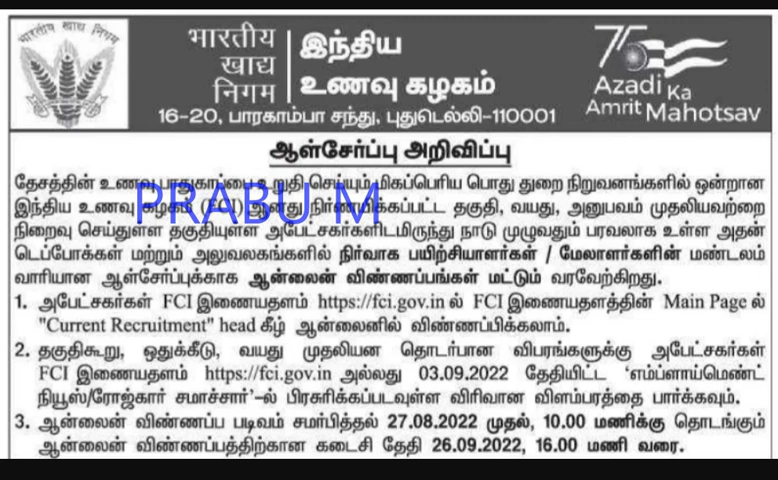 भारतीय खाद्य निगम
भारतीय
खाद्य
निगम
இந்திய
உணவு கழகம்
16-20, பாரகாம்பா சந்து, புதுடெல்லி-110001
75
Azadi Ka
Amrit Mahotsav
ஆள்சேர்ப்பு அறிவிப்பு
தேசத்தின் உணவு பாதுகாப்பை உறுதி செய்யும் மிகப்பெரிய பொது துறை நிறுவனங்களில் ஒன்றான
PRABU M
இந்திய உணவு கழகம் (FCI) ஆனது நிர்ணயிக்கப்பட்ட தகுதி, வயது, அனுபவம் முதலியவற்றை
நிறைவு செய்துள்ள தகுதியுள்ள அபேட்சகர்களிடமிருந்து நாடு முழுவதும் பரவலாக உள்ள அதன்
டெப்போக்கள் மற்றும் அலுவலகங்களில் நிர்வாக பயிற்சியாளர்கள் / மேலாளர்களின் மண்டலம்
வாரியான ஆள்சேர்ப்புக்காக ஆன்லைன் விண்ணப்பங்கள் மட்டும் வரவேற்கிறது.
1. அபேட்சகர்கள் FCI இணையதளம் https://fci.gov.in ல் FCI இணையதளத்தின் Main Page ல்
"Current Recruitment" head கீழ் ஆன்லைனில் விண்ணப்பிக்கலாம்.
2. தகுதிகூறு, ஒதுக்கீடு, வயது முதலியன தொடர்பான விபரங்களுக்கு அபேட்சகர்கள்
FCI இணையதளம் https://fci.gov.in அல்லது 03.09.2022 தேதியிட்ட 'எம்ப்ளாய்மெண்ட்
நியூஸ்/ரோஜ்கார் சமாச்சார்'-ல் பிரசுரிக்கப்படவுள்ள விரிவான விளம்பரத்தை பார்க்கவும்.
3. ஆன்லைன் விண்ணப்ப படிவம் சமர்பித்தல் 27.08.2022 முதல், 10.00 மணிக்கு தொடங்கும்
ஆன்லைன் விண்ணப்பத்திற்கான கடைசி தேதி 26.09.2022, 16.00 மணி வரை.